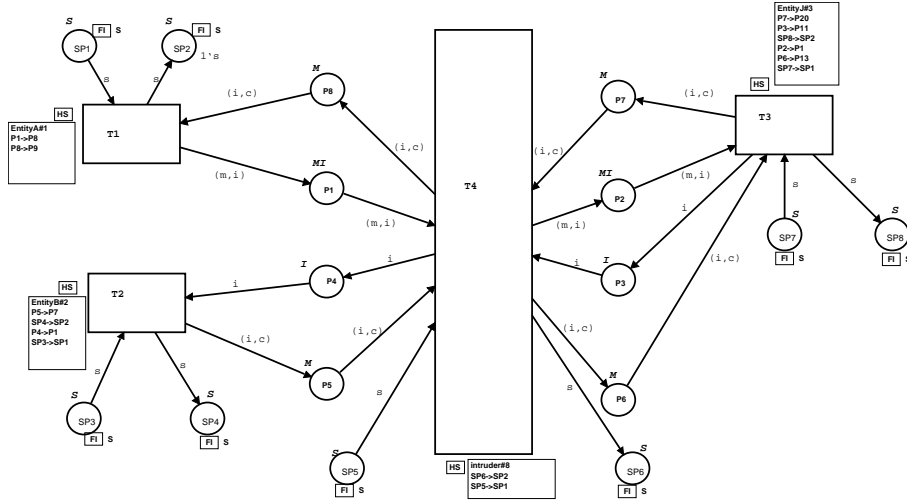 S
FI S
SP1
s
S
FI S
SP2
1's
s
HS
EntityA#1
P1->P8
P8->P9
T1
(i,c)
M
P8
(i,c)
(m,i)
MI
P1
(m,i)
T4
M
P7
(i,c)
(i,c)
HS
EntityJ#3
P7->P20
P3->P11
SP8->SP2
P2->P1
P6->P13
SP7->SP1
T3
MI
P2
(m,i)
(m,i)
i
s
s
S
SP7
FI S
S
SP8
FI S
I
P3
i
(i,c)
HS
EntityB#2
P5->P7
SP4->SP2
P4->P1
SP3->SP1
T2
i
I
P4
i
(i,c)
M
P5
(i,c)
s
s
S
SP3
FI S
S
SP4
FI S
s
S
SP5
FI S
(i,c)
M
P6
s
S
SP6
FI S
HS
intruder#8
SP6->SP2
SP5->SP1